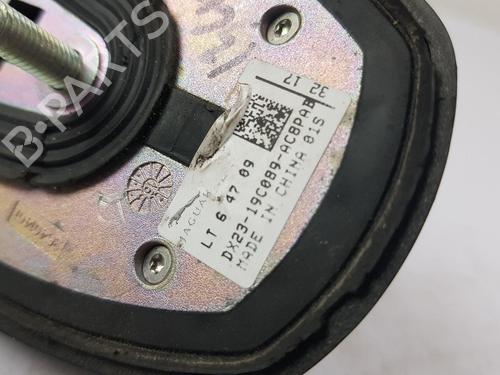 B-PARTS
32 17
JAGUAR
LT 6 47 09
DX23-19C089-ACBPAB
MADE IN CHINA 01S